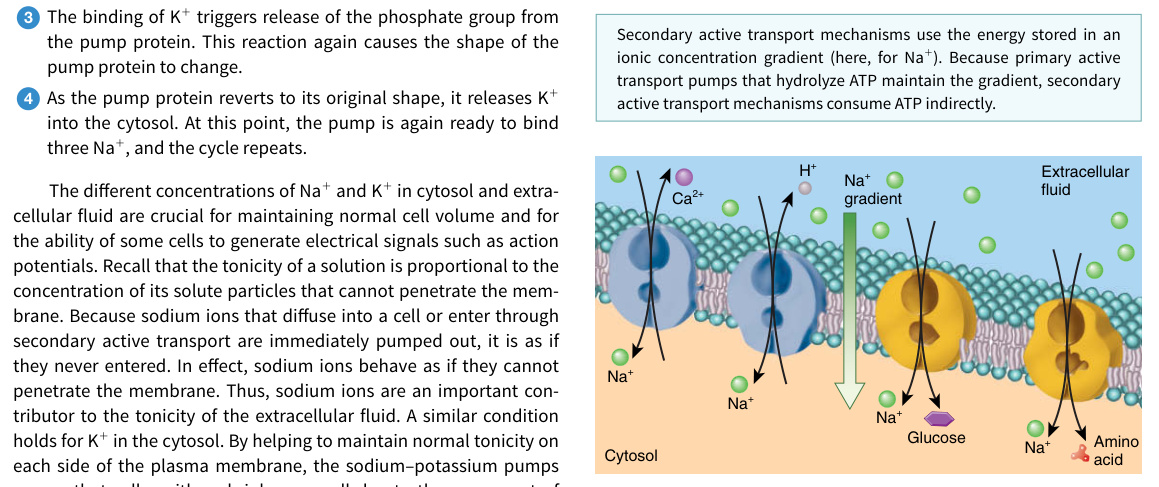 3 The binding of K⁺ triggers release of the phosphate group from
the pump protein. This reaction again causes the shape of the
pump protein to change.
4 As the pump protein reverts to its original shape, it releases K⁺
into the cytosol. At this point, the pump is again ready to bind
three Na⁺, and the cycle repeats.
The different concentrations of Na⁺ and K⁺ in cytosol and extra-
cellular fluid are crucial for maintaining normal cell volume and for
the ability of some cells to generate electrical signals such as action
potentials. Recall that the tonicity of a solution is proportional to the
concentration of its solute particles that cannot penetrate the mem-
brane. Because sodium ions that diffuse into a cell or enter through
secondary active transport are immediately pumped out, it is as if
they never entered. In effect, sodium ions behave as if they cannot
penetrate the membrane. Thus, sodium ions are an important con-
tributor to the tonicity of the extracellular fluid. A similar condition
holds for K⁺ in the cytosol. By helping to maintain normal tonicity on
each side of the plasma membrane, the sodium–potassium pumps
Secondary active transport mechanisms use the energy stored in an
ionic concentration gradient (here, for Na⁺). Because primary active
transport pumps that hydrolyze ATP maintain the gradient, secondary
active transport mechanisms consume ATP indirectly.
Ca²⁺
H⁺
Na⁺
gradient
Extracellular
fluid
Na⁺
Na⁺
Na⁺
Glucose
Na⁺
Amino
acid
Cytosol